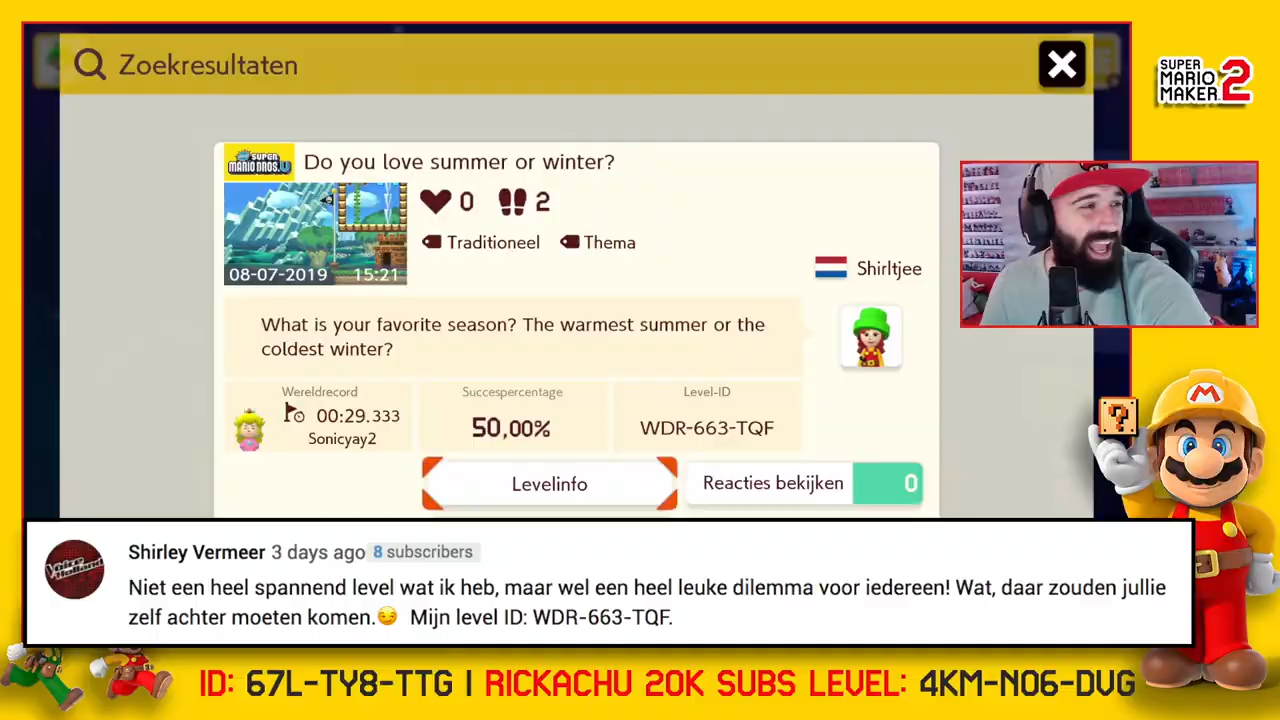 Zoekresultaten
SUPER
MARIO
MAKER 2
SUPER
MARIO BROS. U
Do you love summer or winter?
0 2
Traditioneel Thema
08-07-2019 15:21
Shirltjee
What is your favorite season? The warmest summer or the
coldest winter?
Wereldrecord
00:29.333
Sonicyay2
Succespercentage
50,00%
Level-ID
WDR-663-TQF
Levelinfo
Reacties bekijken 0
Shirley Vermeer 3 days ago 8 subscribers
Niet een heel spannend level wat ik heb, maar wel een heel leuke dilemma voor iedereen! Wat, daar zouden jullie
zelf achter moeten komen.😏 Mijn level ID: WDR-663-TQF.
ID: 67L-TY8-TTG | RICKACHU 20K SUBS LEVEL: 4KM-N06-DVG